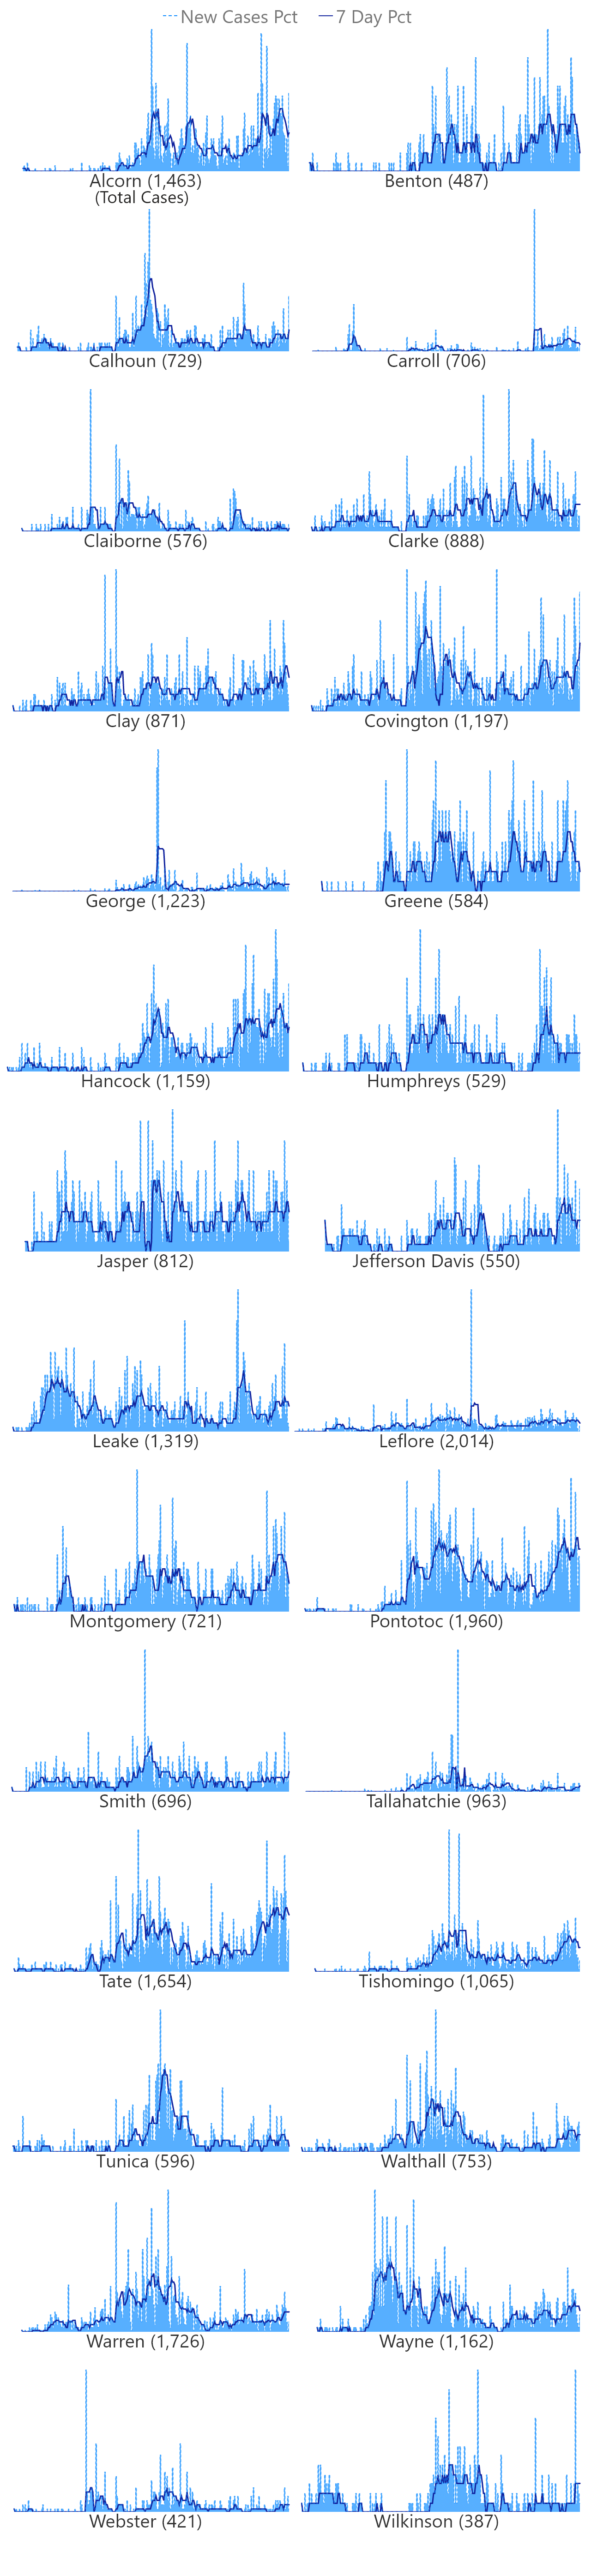 New Cases Pct 7 Day Pct
Alcorn (1,463) Benton (487)
(Total Cases)
Calhoun (729) Carroll (706)
Claiborne (576) Clarke (888)
Clay (871) Covington (1,197)
George (1,223) Greene (584)
Hancock (1,159) Humphreys (529)
Jasper (812) Jefferson Davis (550)
Leake (1,319) Leflore (2,014)
Montgomery (721) Pontotoc (1,960)
Smith (696) Tallahatchie (963)
Tate (1,654) Tishomingo (1,065)
Tunica (596) Walthall (753)
Warren (1,726) Wayne (1,162)
Webster (421) Wilkinson (387)